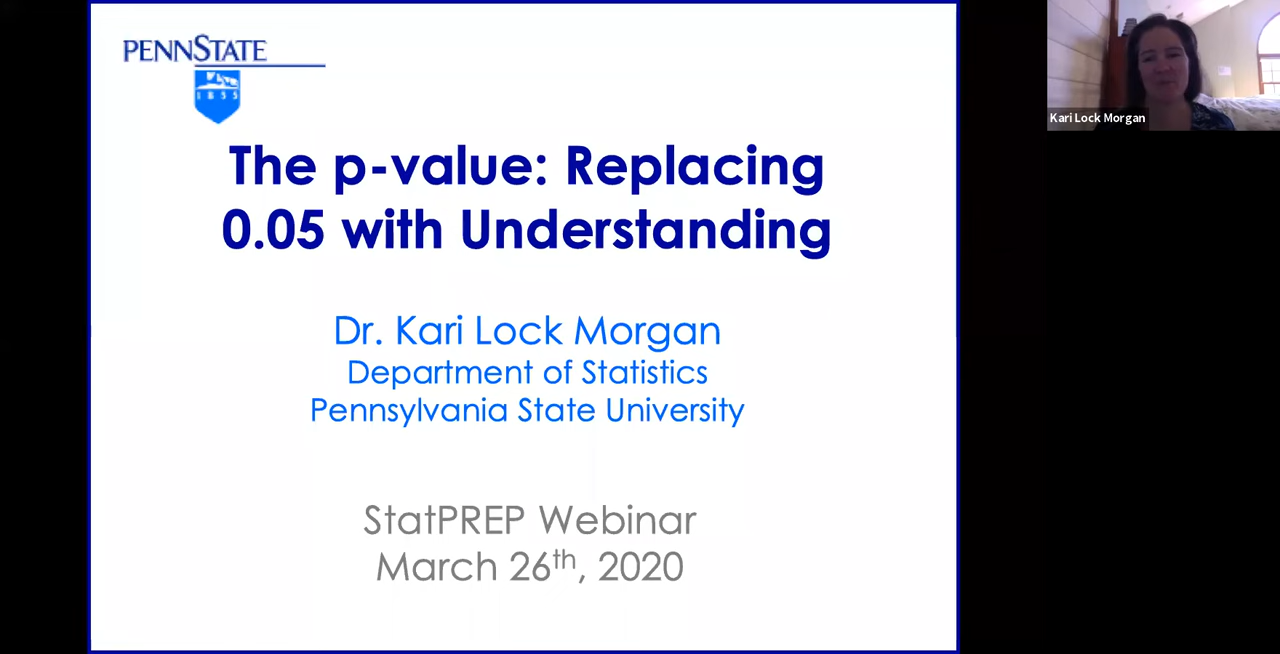 PENNSTATE
1855
The p-value: Replacing
0.05 with Understanding
Dr. Kari Lock Morgan
Department of Statistics
Pennsylvania State University
StatPREP Webinar
March 26th, 2020
Kari Lock Morgan